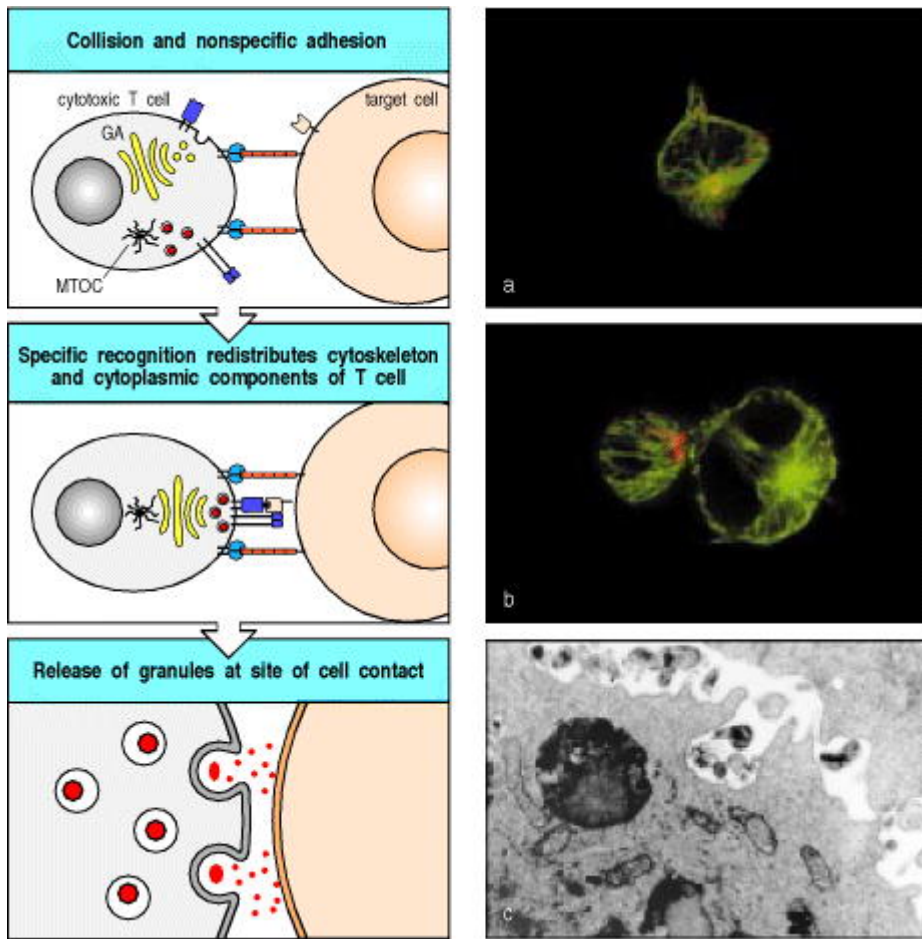 Collision and nonspecific adhesion
cytotoxic T cell
target cell
GA
MTOC
a
Specific recognition redistributes cytoskeleton
and cytoplasmic components of T cell
b
Release of granules at site of cell contact
c